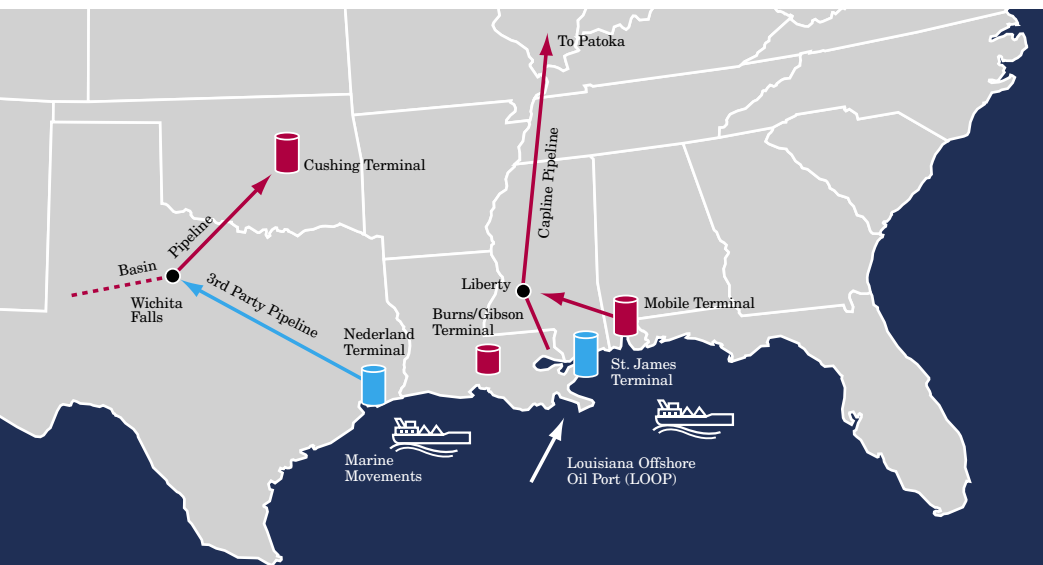 To Patoka
Cushing Terminal
Capline Pipeline
Pipeline
Basin
Wichita
Falls
3rd Party Pipeline
Liberty
Mobile Terminal
Burns/Gibson
Terminal
Nederland
Terminal
St. James
Terminal
Marine
Movements
Louisiana Offshore
Oil Port (LOOP)